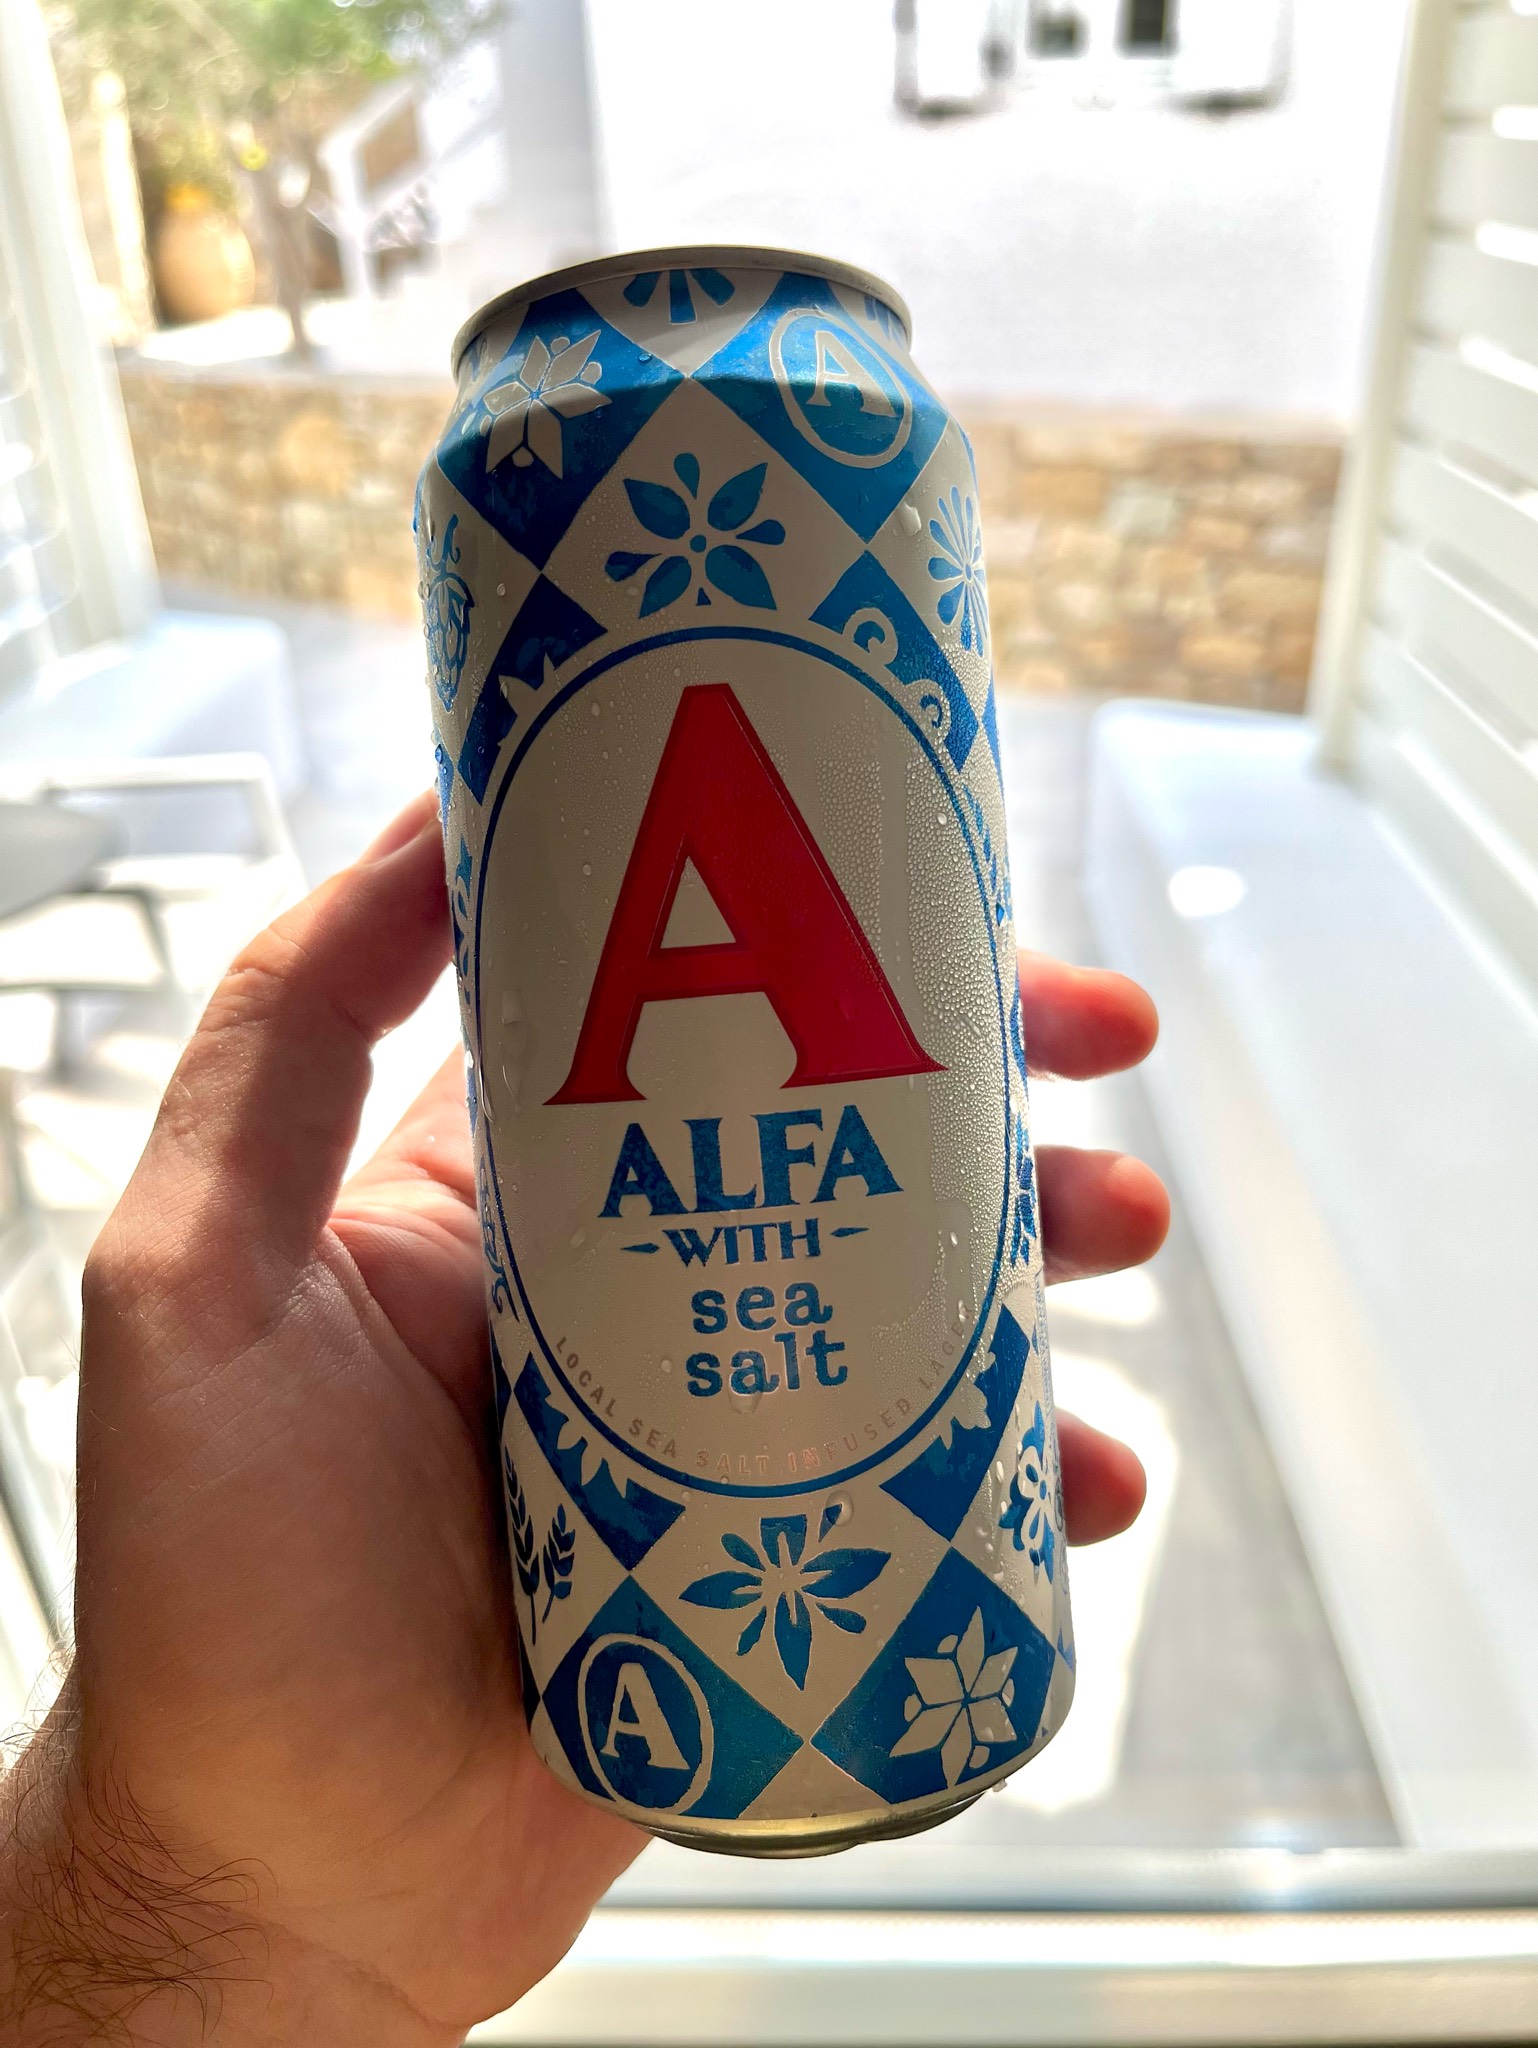 A
A
ALFA
WITH
sea
salt
LOCAL SEA SALT INFUSED LAGER
A